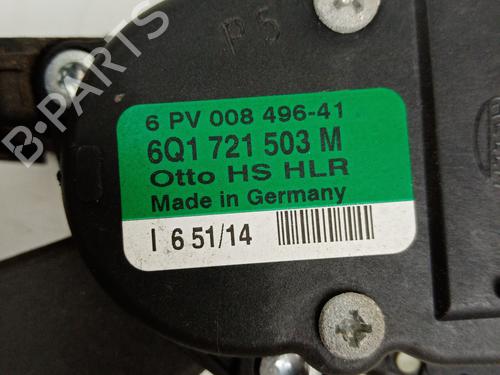 P5
6 PV 008 496-41
6Q1 721 503 M
Otto HS HLR
Made in Germany
I 6 51/14
B-PARTS